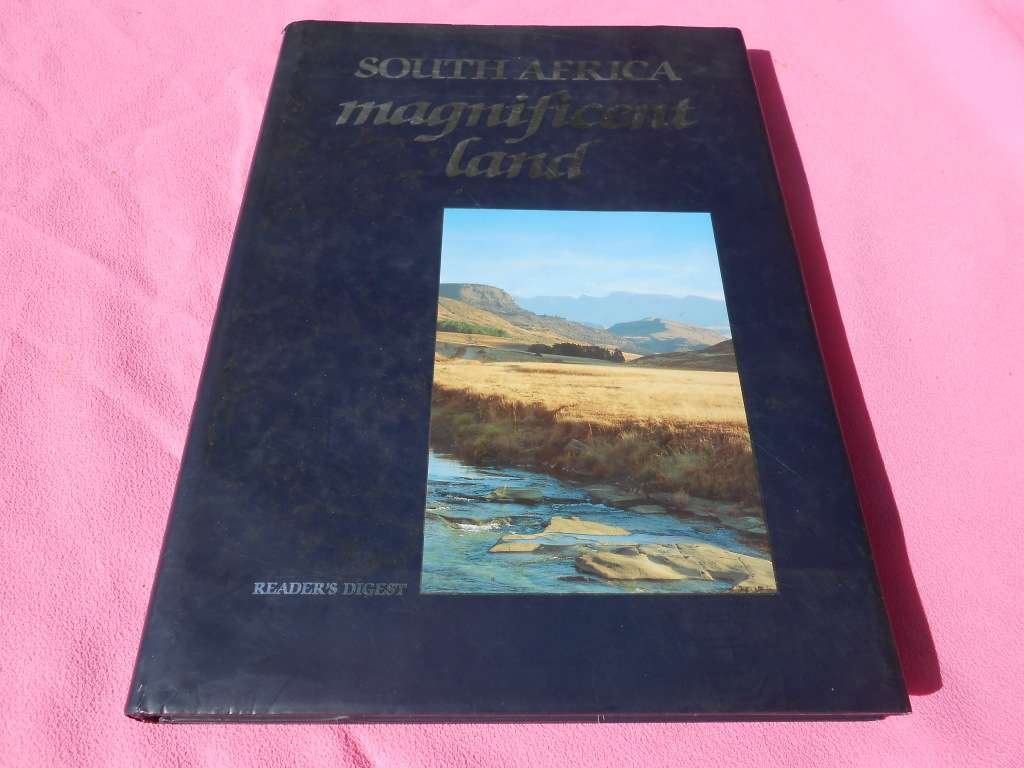 SOUTH AFRICA
magnificent
land
READER'S DIGEST